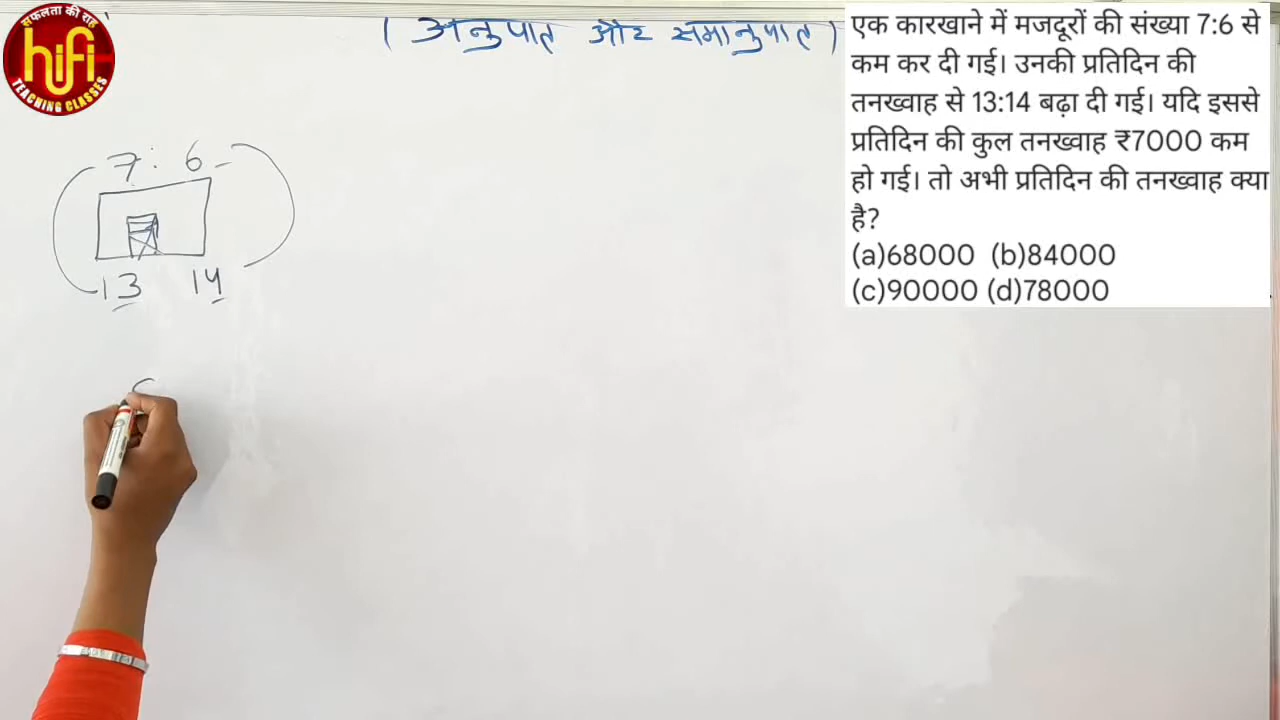 सफलता की राह
hifi
TEACHING CLASSES
(अनुपात और समानुपात)
एक कारखाने में मजदूरों की संख्या 7:6 से
कम कर दी गई। उनकी प्रतिदिन की
तनख्वाह से 13:14 बढ़ा दी गई। यदि इससे
प्रतिदिन की कुल तनख्वाह ₹7000 कम
हो गई। तो अभी प्रतिदिन की तनख्वाह क्या
है?
(a)68000 (b)84000
(c)90000 (d)78000
7 : 6
13 14